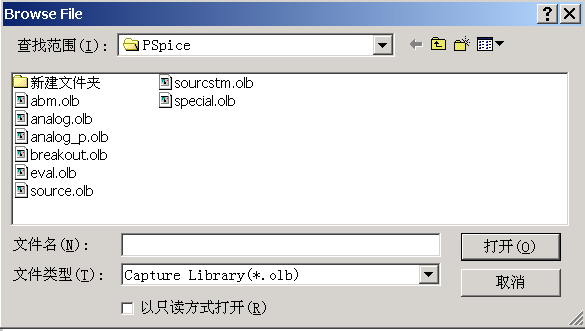 Browse File
查找范围(I): PSpice
新建文件夹
abm.olb
analog.olb
analog_p.olb
breakout.olb
eval.olb
source.olb
sourcstm.olb
special.olb
文件名(N):
打开(O)
文件类型(T): Capture Library(*.olb)
取消
以只读方式打开(R)